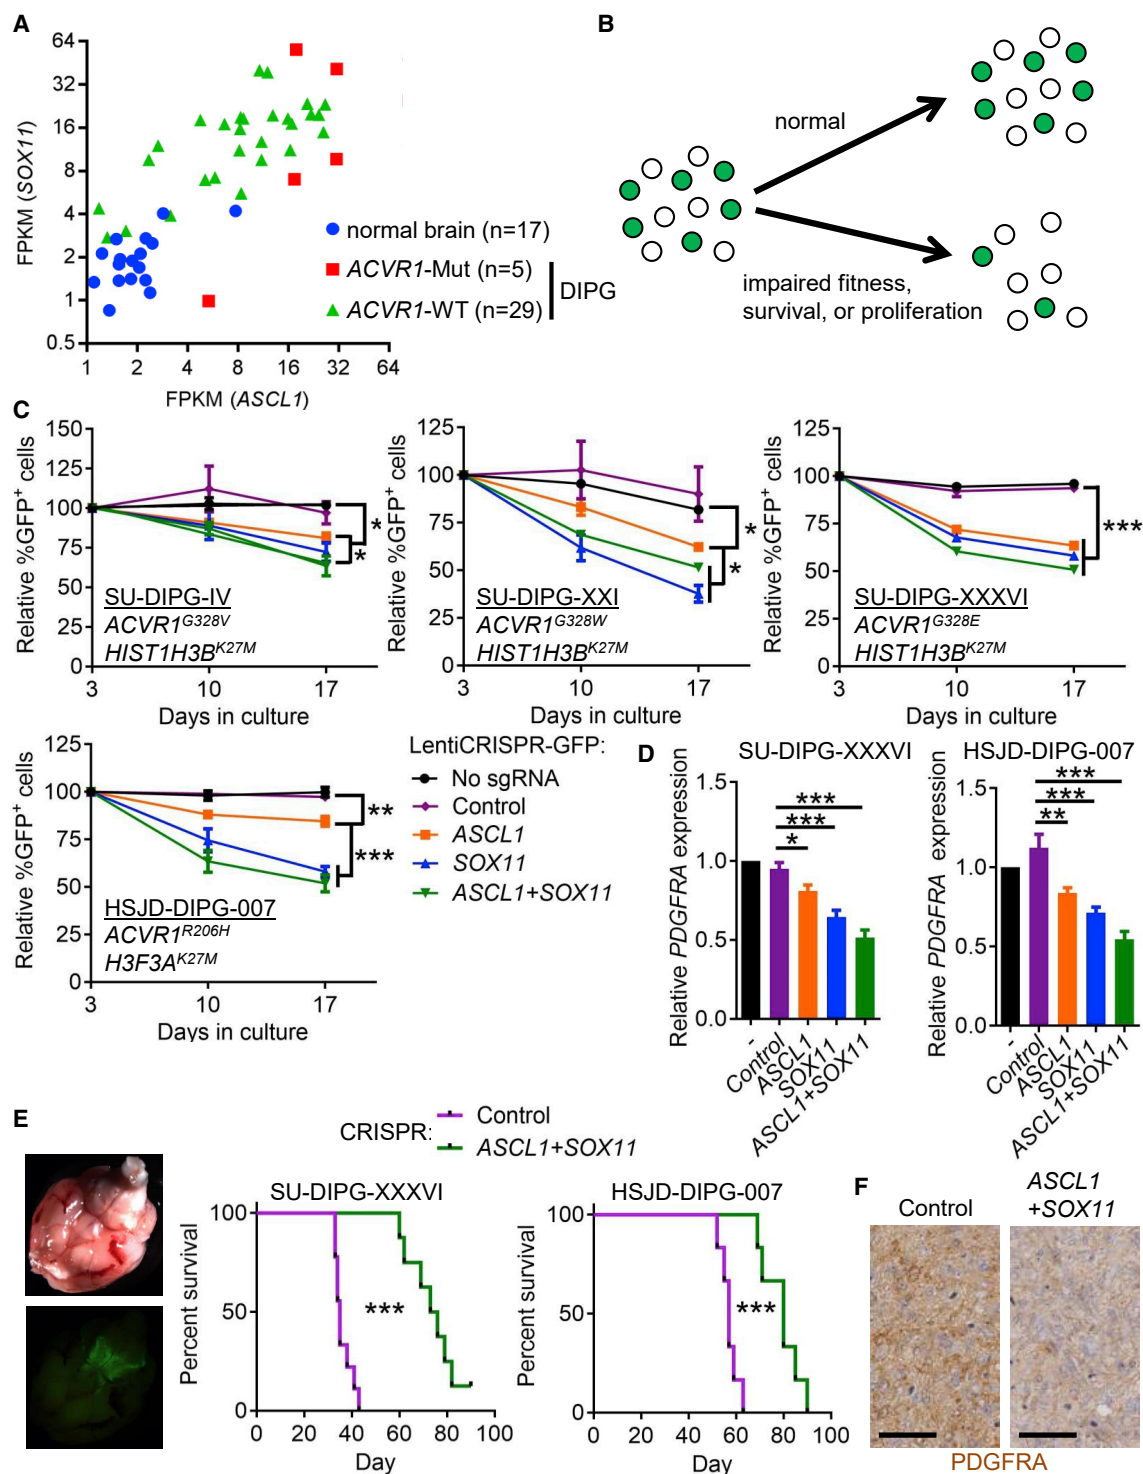 A
64
32
16
8
4
2
1
0.5
FPKM (SOX11)
1 2 4 8 16 32 64
FPKM (ASCL1)
normal brain (n=17)
ACVR1-Mut (n=5)
ACVR1-WT (n=29)
DIPG
B
normal
impaired fitness,
survival, or proliferation
C
150
125
100
75
50
25
0
Relative %GFP+ cells
*
*
SU-DIPG-IV
ACVR1G328V
HIST1H3BK27M
3 10 17
Days in culture
125
100
75
50
25
0
Relative %GFP+ cells
*
*
SU-DIPG-XXI
ACVR1G328W
HIST1H3BK27M
3 10 17
Days in culture
125
100
75
50
25
0
Relative %GFP+ cells
***
SU-DIPG-XXXVI
ACVR1G328E
HIST1H3BK27M
3 10 17
Days in culture
125
100
75
50
25
0
Relative %GFP+ cells
**
***
HSJD-DIPG-007
ACVR1R206H
H3F3AK27M
3 10 17
Days in culture
LentiCRISPR-GFP:
No sgRNA
Control
ASCL1
SOX11
ASCL1+SOX11
D
SU-DIPG-XXXVI
1.5
1.0
0.5
0.0
Relative PDGFRA expression
***
***
*
-
Control
ASCL1
SOX11
ASCL1+SOX11
HSJD-DIPG-007
1.5
1.0
0.5
0.0
Relative PDGFRA expression
***
***
**
-
Control
ASCL1
SOX11
ASCL1+SOX11
E
CRISPR:
Control
ASCL1+SOX11
SU-DIPG-XXXVI
100
50
0
Percent survival
***
0 20 40 60 80 100
Day
HSJD-DIPG-007
100
50
0
Percent survival
***
0 20 40 60 80 100
Day
F
Control
ASCL1
+SOX11
PDGFRA